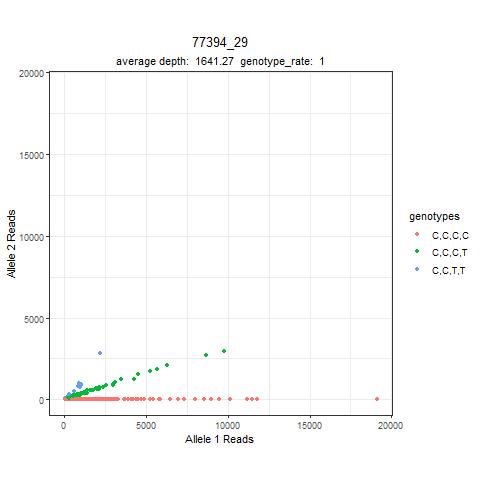 77394_29
average depth: 1641.27 genotype_rate: 1
20000
15000
10000
5000
0
Allele 2 Reads
0 5000 10000 15000 20000
Allele 1 Reads
genotypes
C,C,C,C
C,C,C,T
C,C,T,T